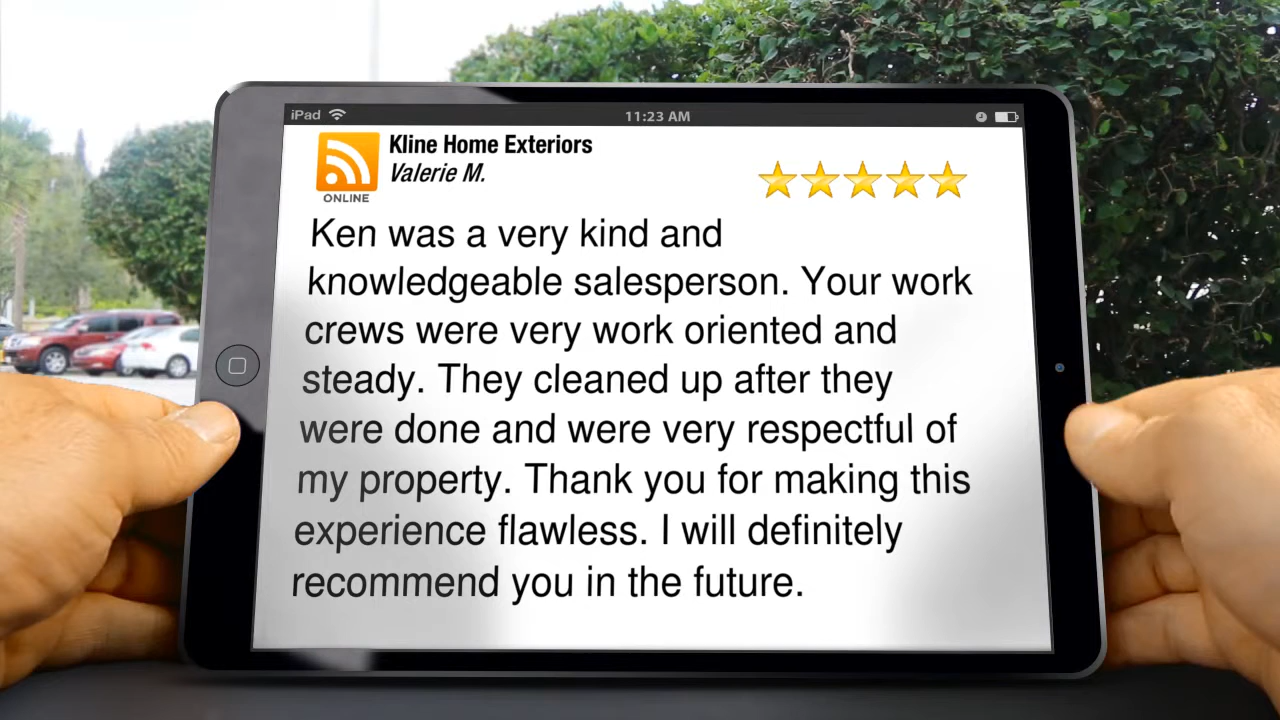 iPad 11:23 AM
Kline Home Exteriors
Valerie M.
ONLINE
Ken was a very kind and
knowledgeable salesperson. Your work
crews were very work oriented and
steady. They cleaned up after they
were done and were very respectful of
my property. Thank you for making this
experience flawless. I will definitely
recommend you in the future.